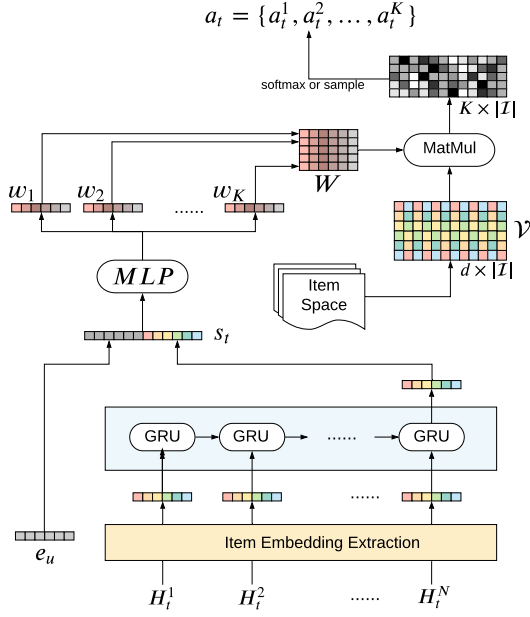 a_t = {a_t^1, a_t^2, …, a_t^K}
softmax or sample
K × |𝓘|
w_1 w_2 ...... w_K
W
MatMul
MLP
𝒱
d × |𝓘|
Item
Space
s_t
GRU GRU ...... GRU
......
Item Embedding Extraction
e_u
H_t^1 H_t^2 ...... H_t^N